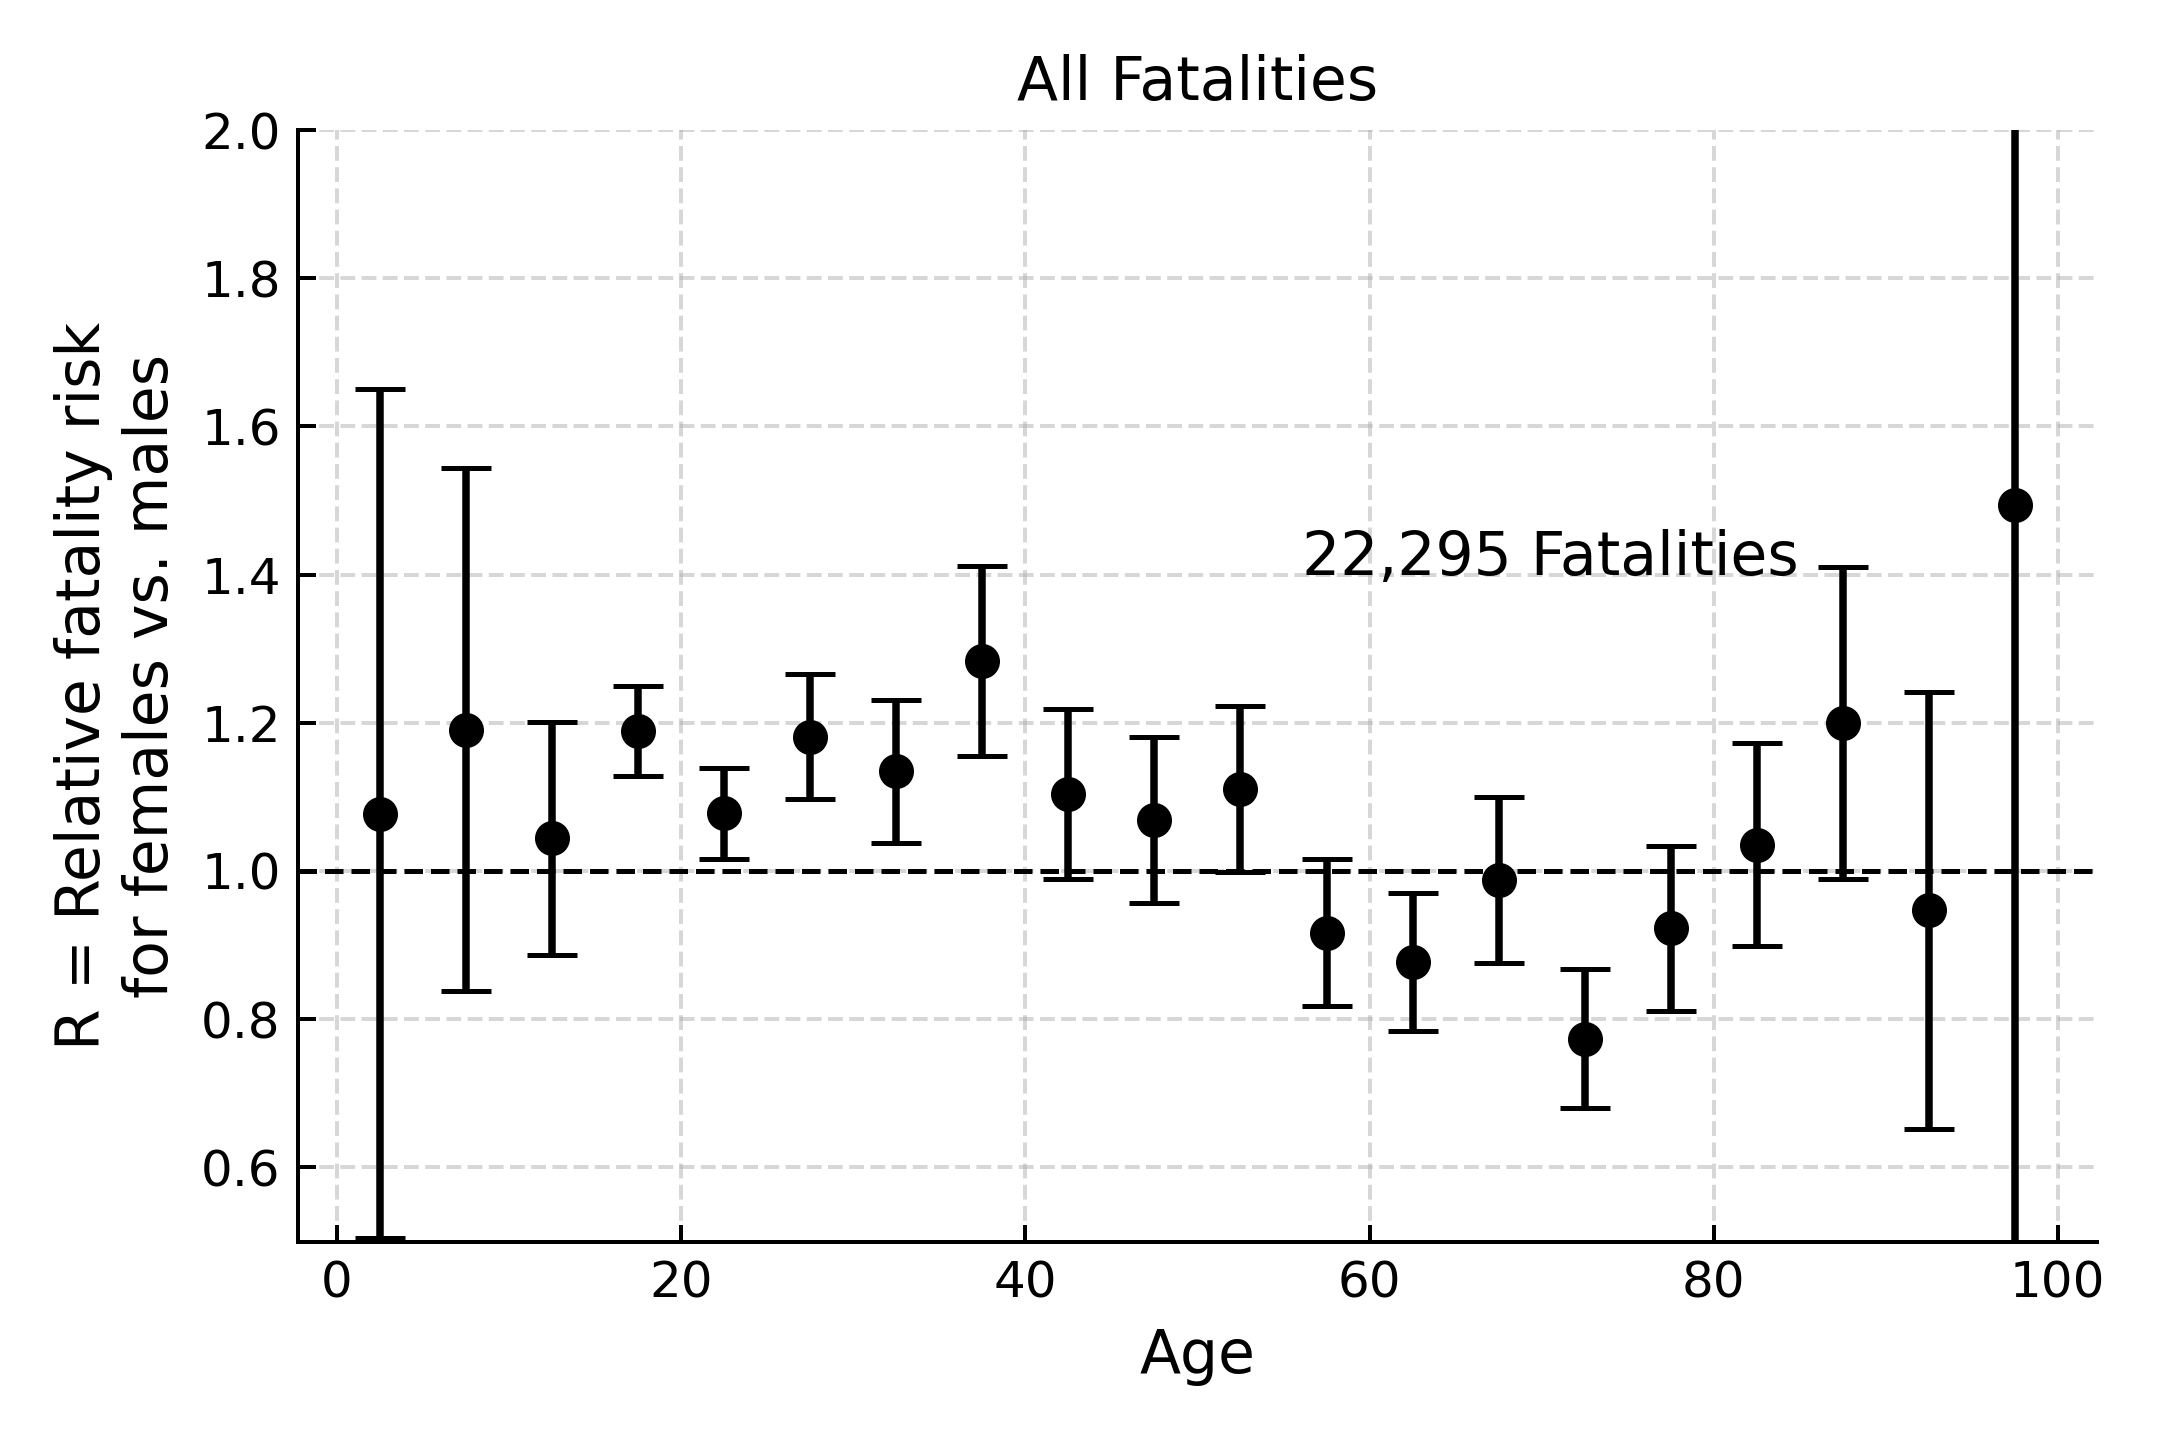 All Fatalities
R = Relative fatality risk
for females vs. males
2.0
1.8
1.6
1.4
1.2
1.0
0.8
0.6
22,295 Fatalities
0 20 40 60 80 100
Age